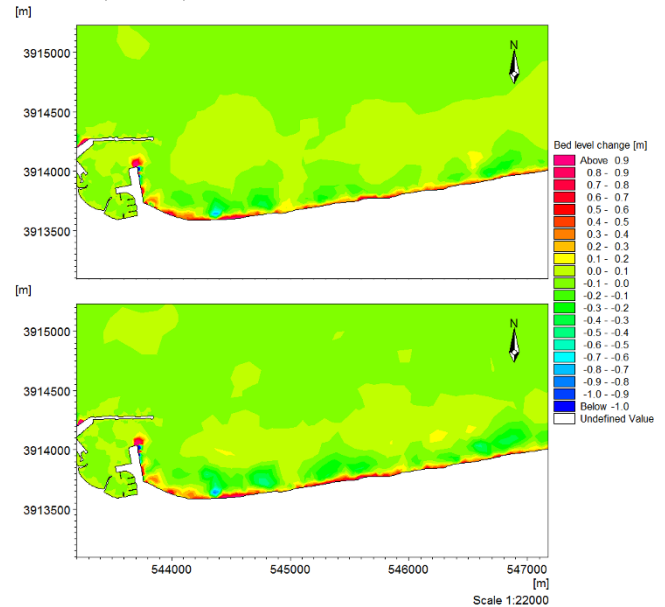 [m]
3915000
3914500
3914000
3913500
N
Bed level change [m]
Above 0.9
0.8 - 0.9
0.7 - 0.8
0.6 - 0.7
0.5 - 0.6
0.4 - 0.5
0.3 - 0.4
0.2 - 0.3
0.1 - 0.2
0.0 - 0.1
-0.1 - 0.0
-0.2 - -0.1
-0.3 - -0.2
-0.4 - -0.3
-0.5 - -0.4
-0.6 - -0.5
-0.7 - -0.6
-0.8 - -0.7
-0.9 - -0.8
-1.0 - -0.9
Below -1.0
Undefined Value
[m]
3915000
3914500
3914000
3913500
N
544000 545000 546000 547000
[m]
Scale 1:22000